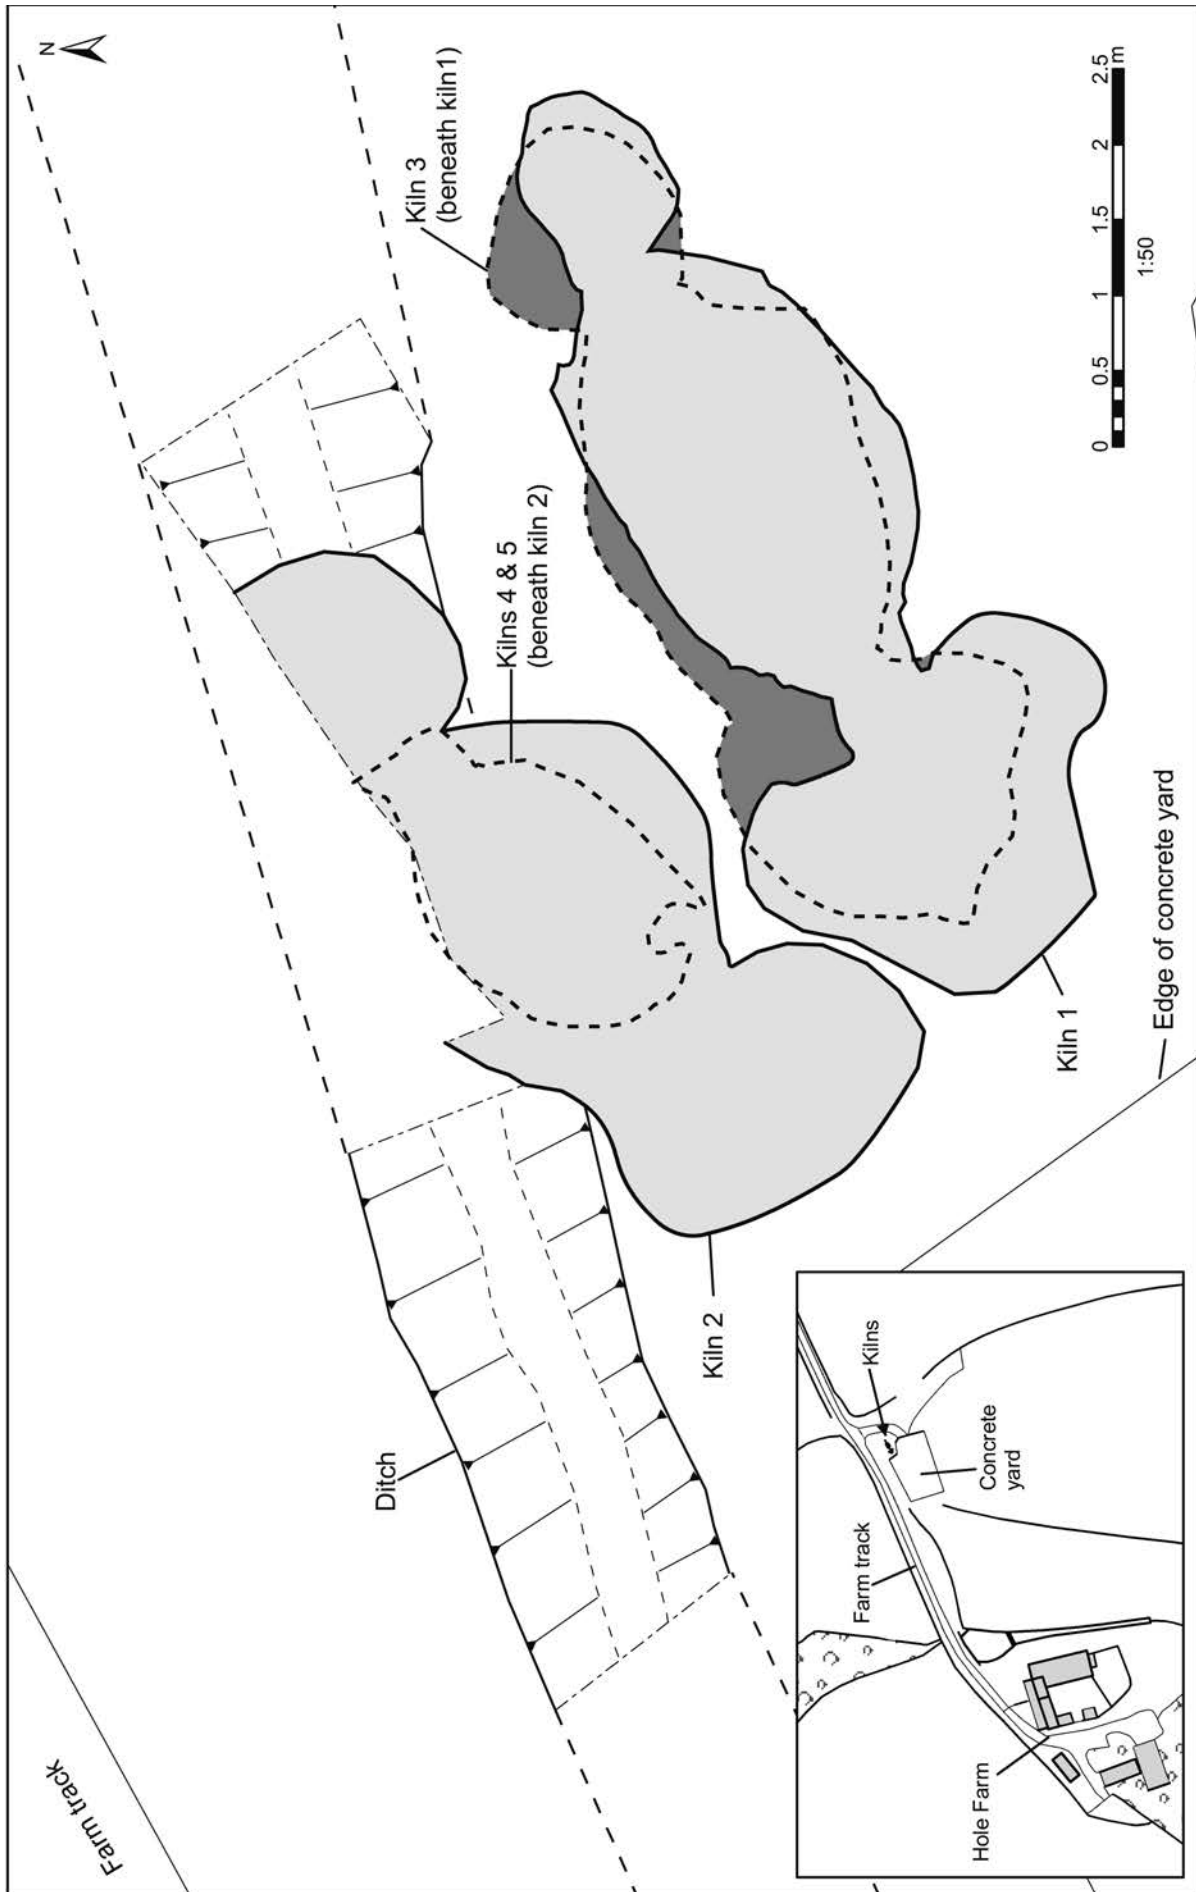 Farm track
N
Kiln 3
(beneath kiln1)
Ditch
Kilns 4 & 5
(beneath kiln 2)
Kiln 2
Kiln 1
Edge of concrete yard
0 0.5 1 1.5 2 2.5
m
1:50
Kilns
Farm track
Concrete
yard
Hole Farm